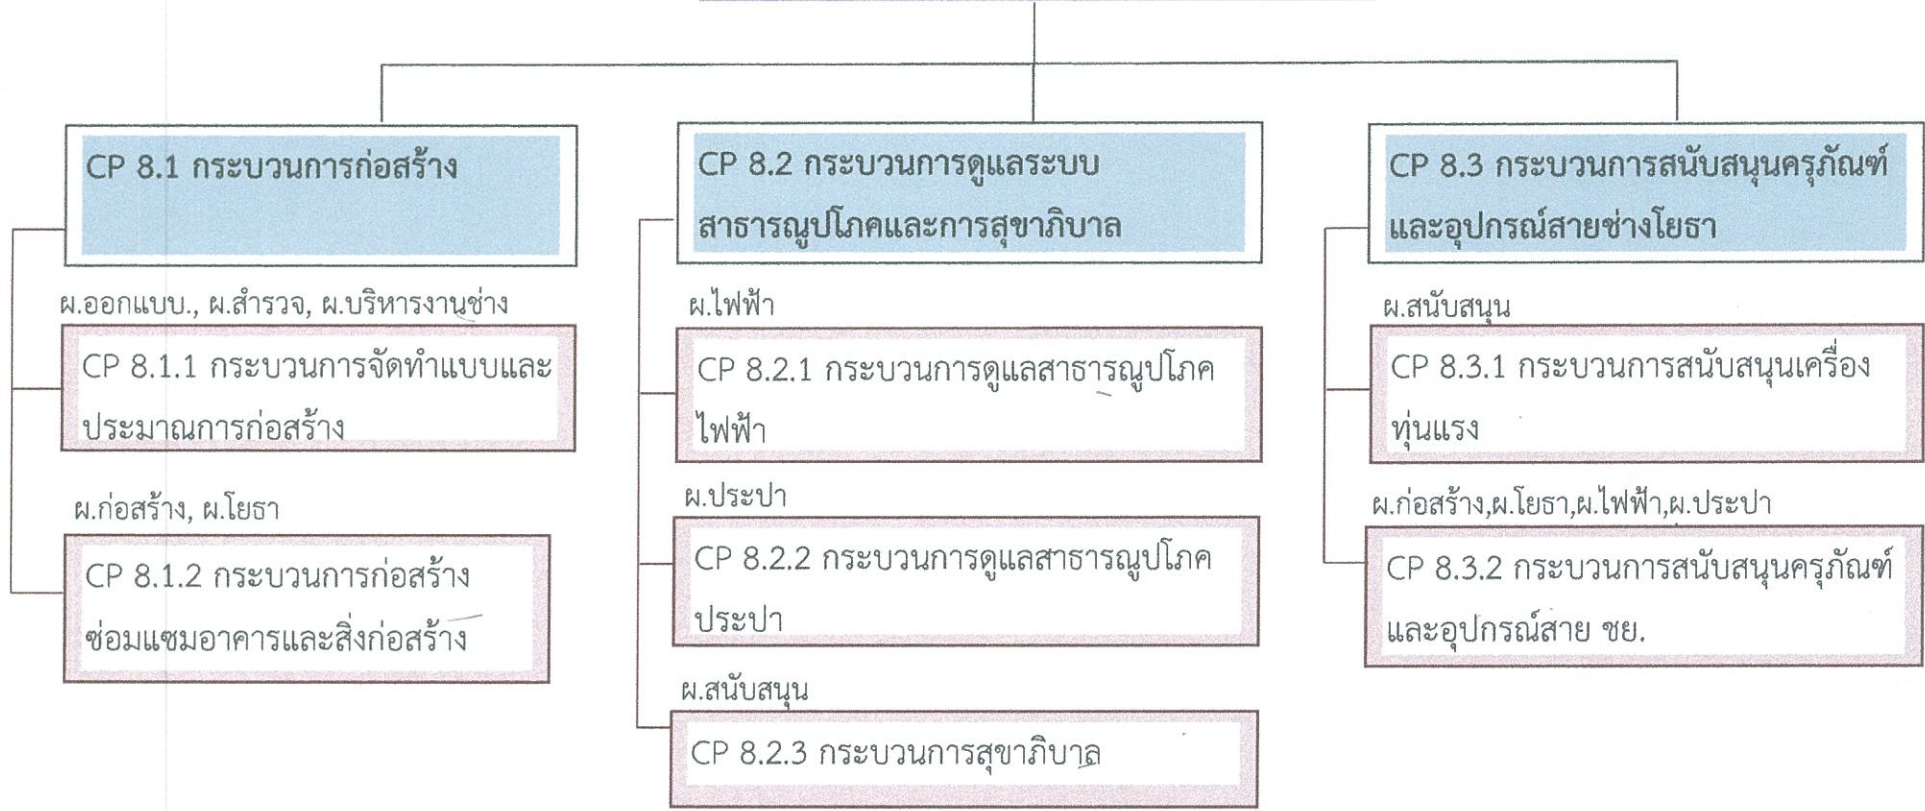 CP 8.1 กระบวนการก่อสร้าง
ผ.ออกแบบ., ผ.สำรวจ, ผ.บริหารงานช่าง
CP 8.1.1 กระบวนการจัดทำแบบและ
ประมาณการก่อสร้าง
ผ.ก่อสร้าง, ผ.โยธา
CP 8.1.2 กระบวนการก่อสร้าง
ซ่อมแซมอาคารและสิ่งก่อสร้าง
CP 8.2 กระบวนการดูแลระบบ
สาธารณูปโภคและการสุขาภิบาล
ผ.ไฟฟ้า
CP 8.2.1 กระบวนการดูแลสาธารณูปโภค
ไฟฟ้า
ผ.ประปา
CP 8.2.2 กระบวนการดูแลสาธารณูปโภค
ประปา
ผ.สนับสนุน
CP 8.2.3 กระบวนการสุขาภิบาล
CP 8.3 กระบวนการสนับสนุนครุภัณฑ์
และอุปกรณ์สายช่างโยธา
ผ.สนับสนุน
CP 8.3.1 กระบวนการสนับสนุนเครื่อง
ทุ่นแรง
ผ.ก่อสร้าง,ผ.โยธา,ผ.ไฟฟ้า,ผ.ประปา
CP 8.3.2 กระบวนการสนับสนุนครุภัณฑ์
และอุปกรณ์สาย ชย.